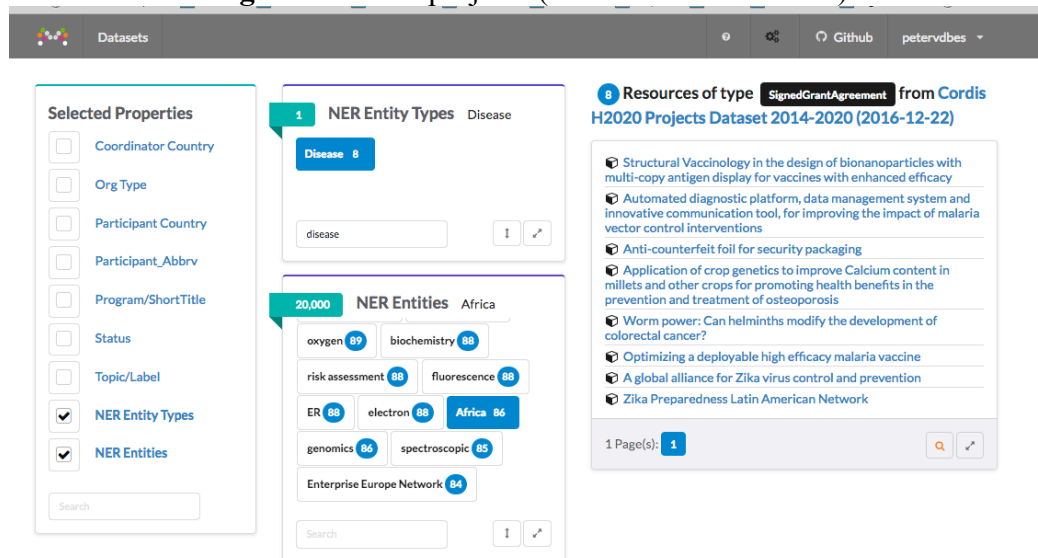 Datasets
Github
petervdbes
Selected Properties
Coordinator Country
Org Type
Participant Country
Participant_Abbrv
Program/ShortTitle
Status
Topic/Label
NER Entity Types
NER Entities
Search
1 NER Entity Types Disease
Disease 8
disease
20,000 NER Entities Africa
oxygen 89 biochemistry 88
risk assessment 88 fluorescence 88
ER 88 electron 88 Africa 86
genomics 86 spectroscopic 85
Enterprise Europe Network 84
Search
8 Resources of type SignedGrantAgreement from Cordis
H2020 Projects Dataset 2014-2020 (2016-12-22)
Structural Vaccinology in the design of bionanoparticles with
multi-copy antigen display for vaccines with enhanced efficacy
Automated diagnostic platform, data management system and
innovative communication tool, for improving the impact of malaria
vector control interventions
Anti-counterfeit foil for security packaging
Application of crop genetics to improve Calcium content in
millets and other crops for promoting health benefits in the
prevention and treatment of osteoporosis
Worm power: Can helminths modify the development of
colorectal cancer?
Optimizing a deployable high efficacy malaria vaccine
A global alliance for Zika virus control and prevention
Zika Preparedness Latin American Network
1 Page(s): 1